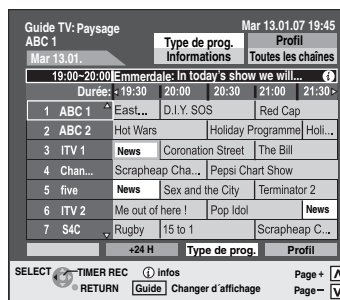 Guide TV: Paysage Mar 13.01.07 19:45
ABC 1 Type de prog. Profil
Mar 13.01. Informations Toutes les chaînes
19:00~20:00 Emmerdale: In today's show we will... i
Durée: 19:30 20:00 20:30 21:00 21:30
1 ABC 1 East... D.I.Y. SOS Red Cap
2 ABC 2 Hot Wars Holiday Programme Holi...
3 ITV 1 News Coronation Street The Bill
4 Chan... Scrapheap Cha... Pepsi Chart Show
5 five News Sex and the City Terminator 2
6 ITV 2 Me out of here ! Pop Idol News
7 S4C Rugby 15 to 1 Scrapheap C...
+24 H Type de prog. Profil
SELECT TIMER REC i infos Page+
RETURN Guide Changer d´affichage Page−